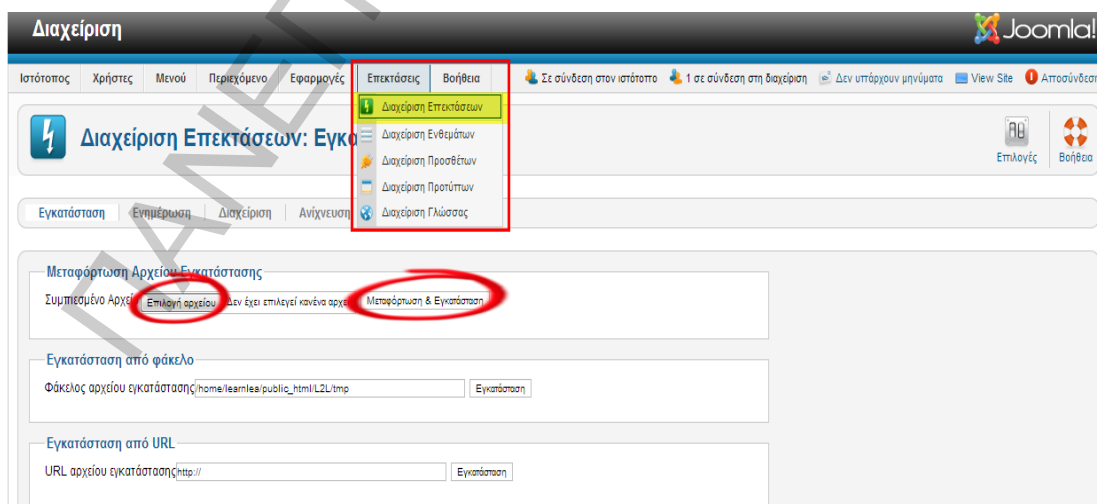 Διαχείριση
Joomla!
Ιστότοπος Χρήστες Μενού Περιεχόμενο Εφαρμογές Επεκτάσεις Βοήθεια Σε σύνδεση στον ιστότοπο 1 σε σύνδεση στη διαχείριση Δεν υπάρχουν μηνύματα View Site Αποσύνδεση
Διαχείριση Επεκτάσεων
Διαχείριση Ενθεμάτων
Διαχείριση Προσθέτων
Διαχείριση Προτύπων
Διαχείριση Γλώσσας
Διαχείριση Επεκτάσεων: Εγκα
Επιλογές Βοήθεια
Εγκατάσταση Ενημέρωση Διαχείριση Ανίχνευση
Μεταφόρτωση Αρχείου Εγκατάστασης
Συμπιεσμένο Αρχεί Επιλογή αρχείου Δεν έχει επιλεγεί κανένα αρχε Μεταφόρτωση & Εγκατάσταση
Εγκατάσταση από φάκελο
Φάκελος αρχείου εγκατάστασης /home/learnlea/public_html/L2L/tmp Εγκατάσταση
Εγκατάσταση από URL
URL αρχείου εγκατάστασης http:// Εγκατάσταση
ΠΑΝΕΠ